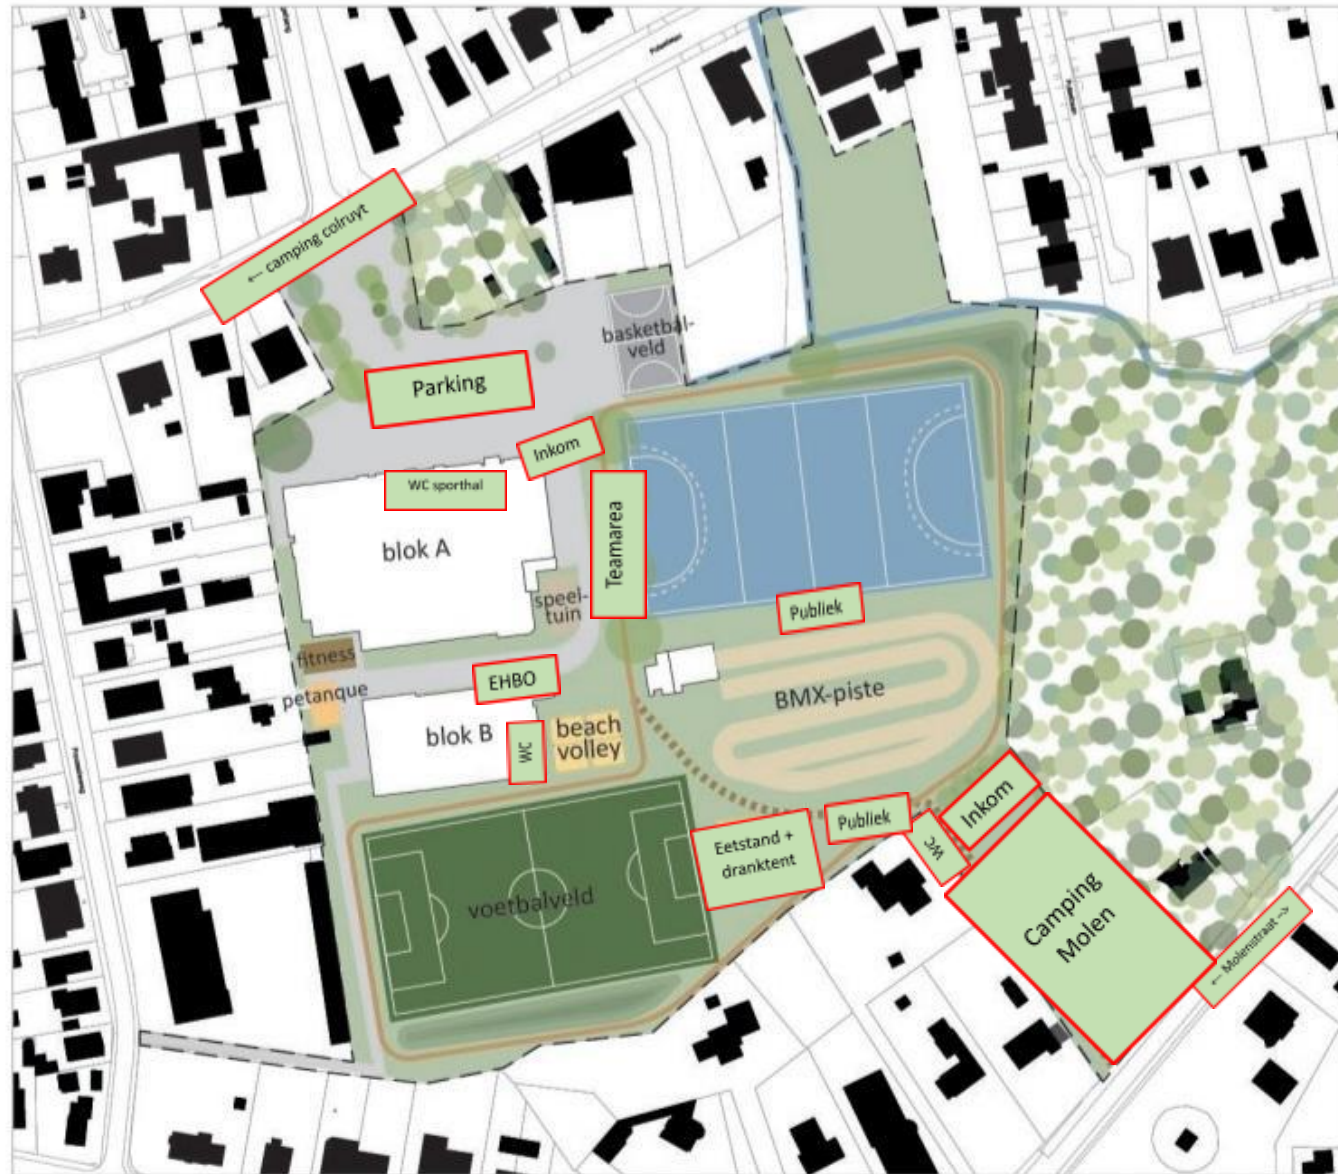 ← camping colruyt
basketbal-
veld
Parking
Inkom
WC sporthal
blok A
Teamarea
speel-
tuin
Publiek
fitness
EHBO
petanque
BMX-piste
blok B
WC
beach
volley
Inkom
Publiek
WC
Eetstand +
dranktent
voetbalveld
Camping
Molen
← Molenstraat -->